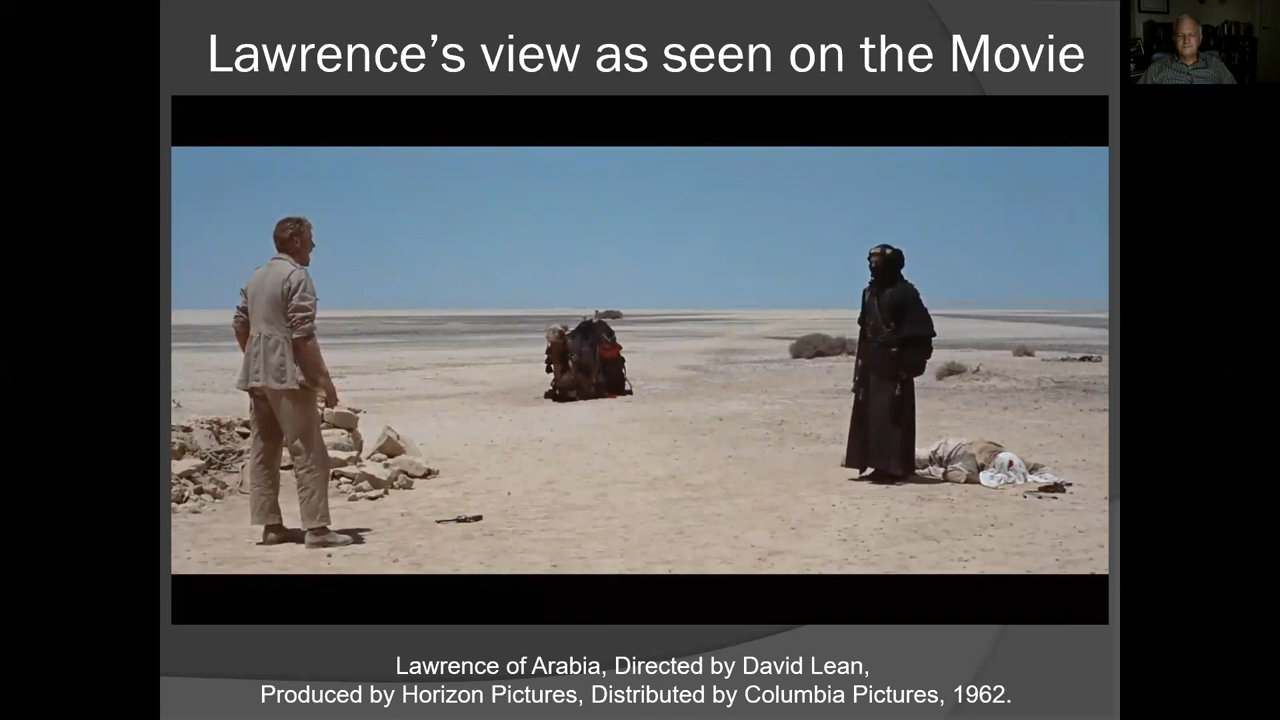 Lawrence’s view as seen on the Movie
Lawrence of Arabia, Directed by David Lean,
Produced by Horizon Pictures, Distributed by Columbia Pictures, 1962.